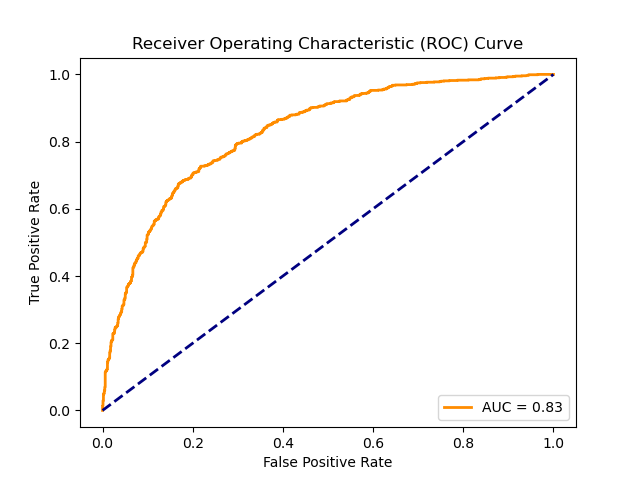 Receiver Operating Characteristic (ROC) Curve
True Positive Rate
1.0
0.8
0.6
0.4
0.2
0.0
AUC = 0.83
0.0 0.2 0.4 0.6 0.8 1.0
False Positive Rate